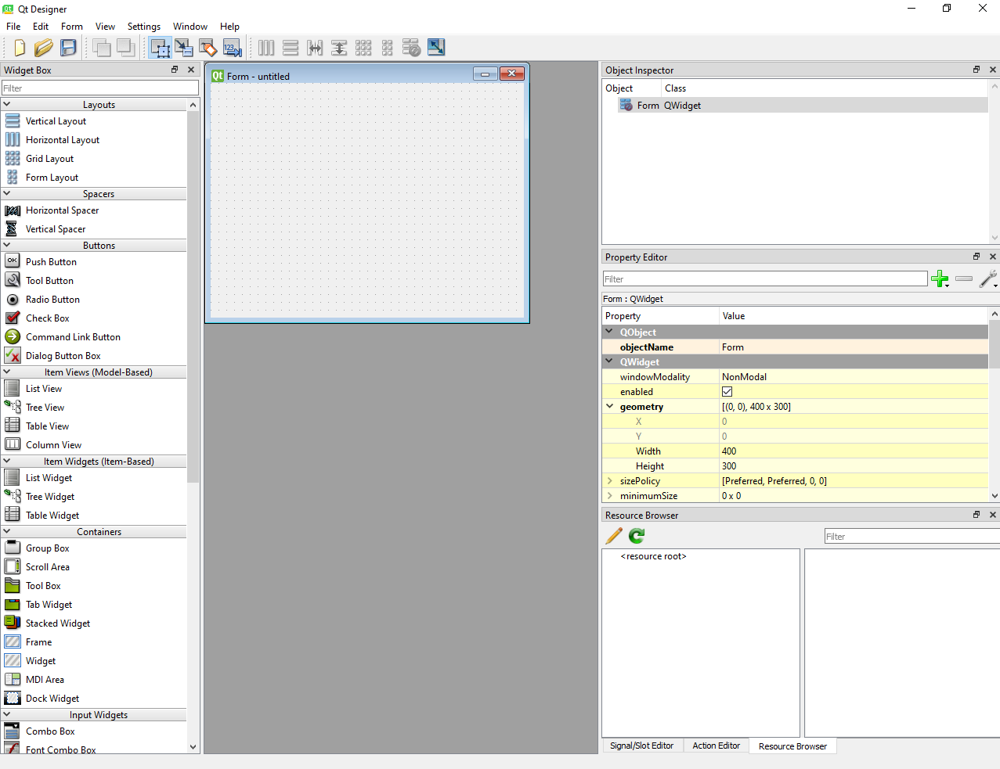 Qt Designer
File Edit Form View Settings Window Help
Widget Box
Filter
Layouts
Vertical Layout
Horizontal Layout
Grid Layout
Form Layout
Spacers
Horizontal Spacer
Vertical Spacer
Buttons
OK Push Button
Tool Button
Radio Button
Check Box
Command Link Button
Dialog Button Box
Item Views (Model-Based)
List View
Tree View
Table View
Column View
Item Widgets (Item-Based)
List Widget
Tree Widget
Table Widget
Containers
Group Box
Scroll Area
Tool Box
Tab Widget
Stacked Widget
Frame
Widget
MDI Area
Dock Widget
Input Widgets
Combo Box
Font Combo Box
Qt Form - untitled
Object Inspector
Object Class
Form QWidget
Property Editor
Filter
Form : QWidget
Property Value
QObject
objectName Form
QWidget
windowModality NonModal
enabled
geometry [(0, 0), 400 x 300]
X 0
Y 0
Width 400
Height 300
sizePolicy [Preferred, Preferred, 0, 0]
minimumSize 0 x 0
Resource Browser
Filter
<resource root>
Signal/Slot Editor Action Editor Resource Browser